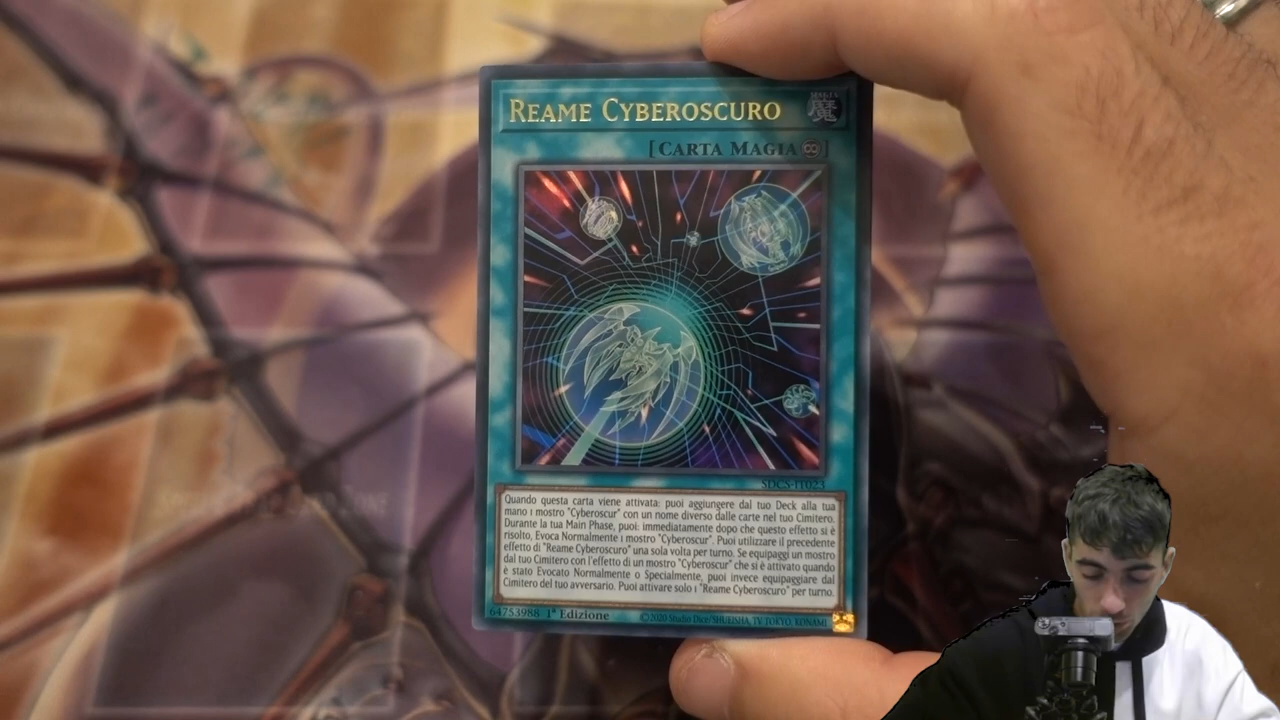 REAME CYBEROSCURO
MAGIA
魔
[CARTA MAGIA]
SDCS-IT023
Quando questa carta viene attivata: puoi aggiungere dal tuo Deck alla tua
mano 1 mostro "Cyberoscur" con un nome diverso dalle carte nel tuo Cimitero.
Durante la tua Main Phase, puoi: immediatamente dopo che questo effetto si è
risolto, Evoca Normalmente 1 mostro "Cyberoscur". Puoi utilizzare il precedente
effetto di "Reame Cyberoscuro" una sola volta per turno. Se equipaggi un mostro
dal tuo Cimitero con l'effetto di un mostro "Cyberoscur" che si è attivato quando
è stato Evocato Normalmente o Specialmente, puoi invece equipaggiare dal
Cimitero del tuo avversario. Puoi attivare solo 1 "Reame Cyberoscuro" per turno.
64753988 1ª Edizione ©2020 Studio Dice/SHUEISHA, TV TOKYO, KONAMI